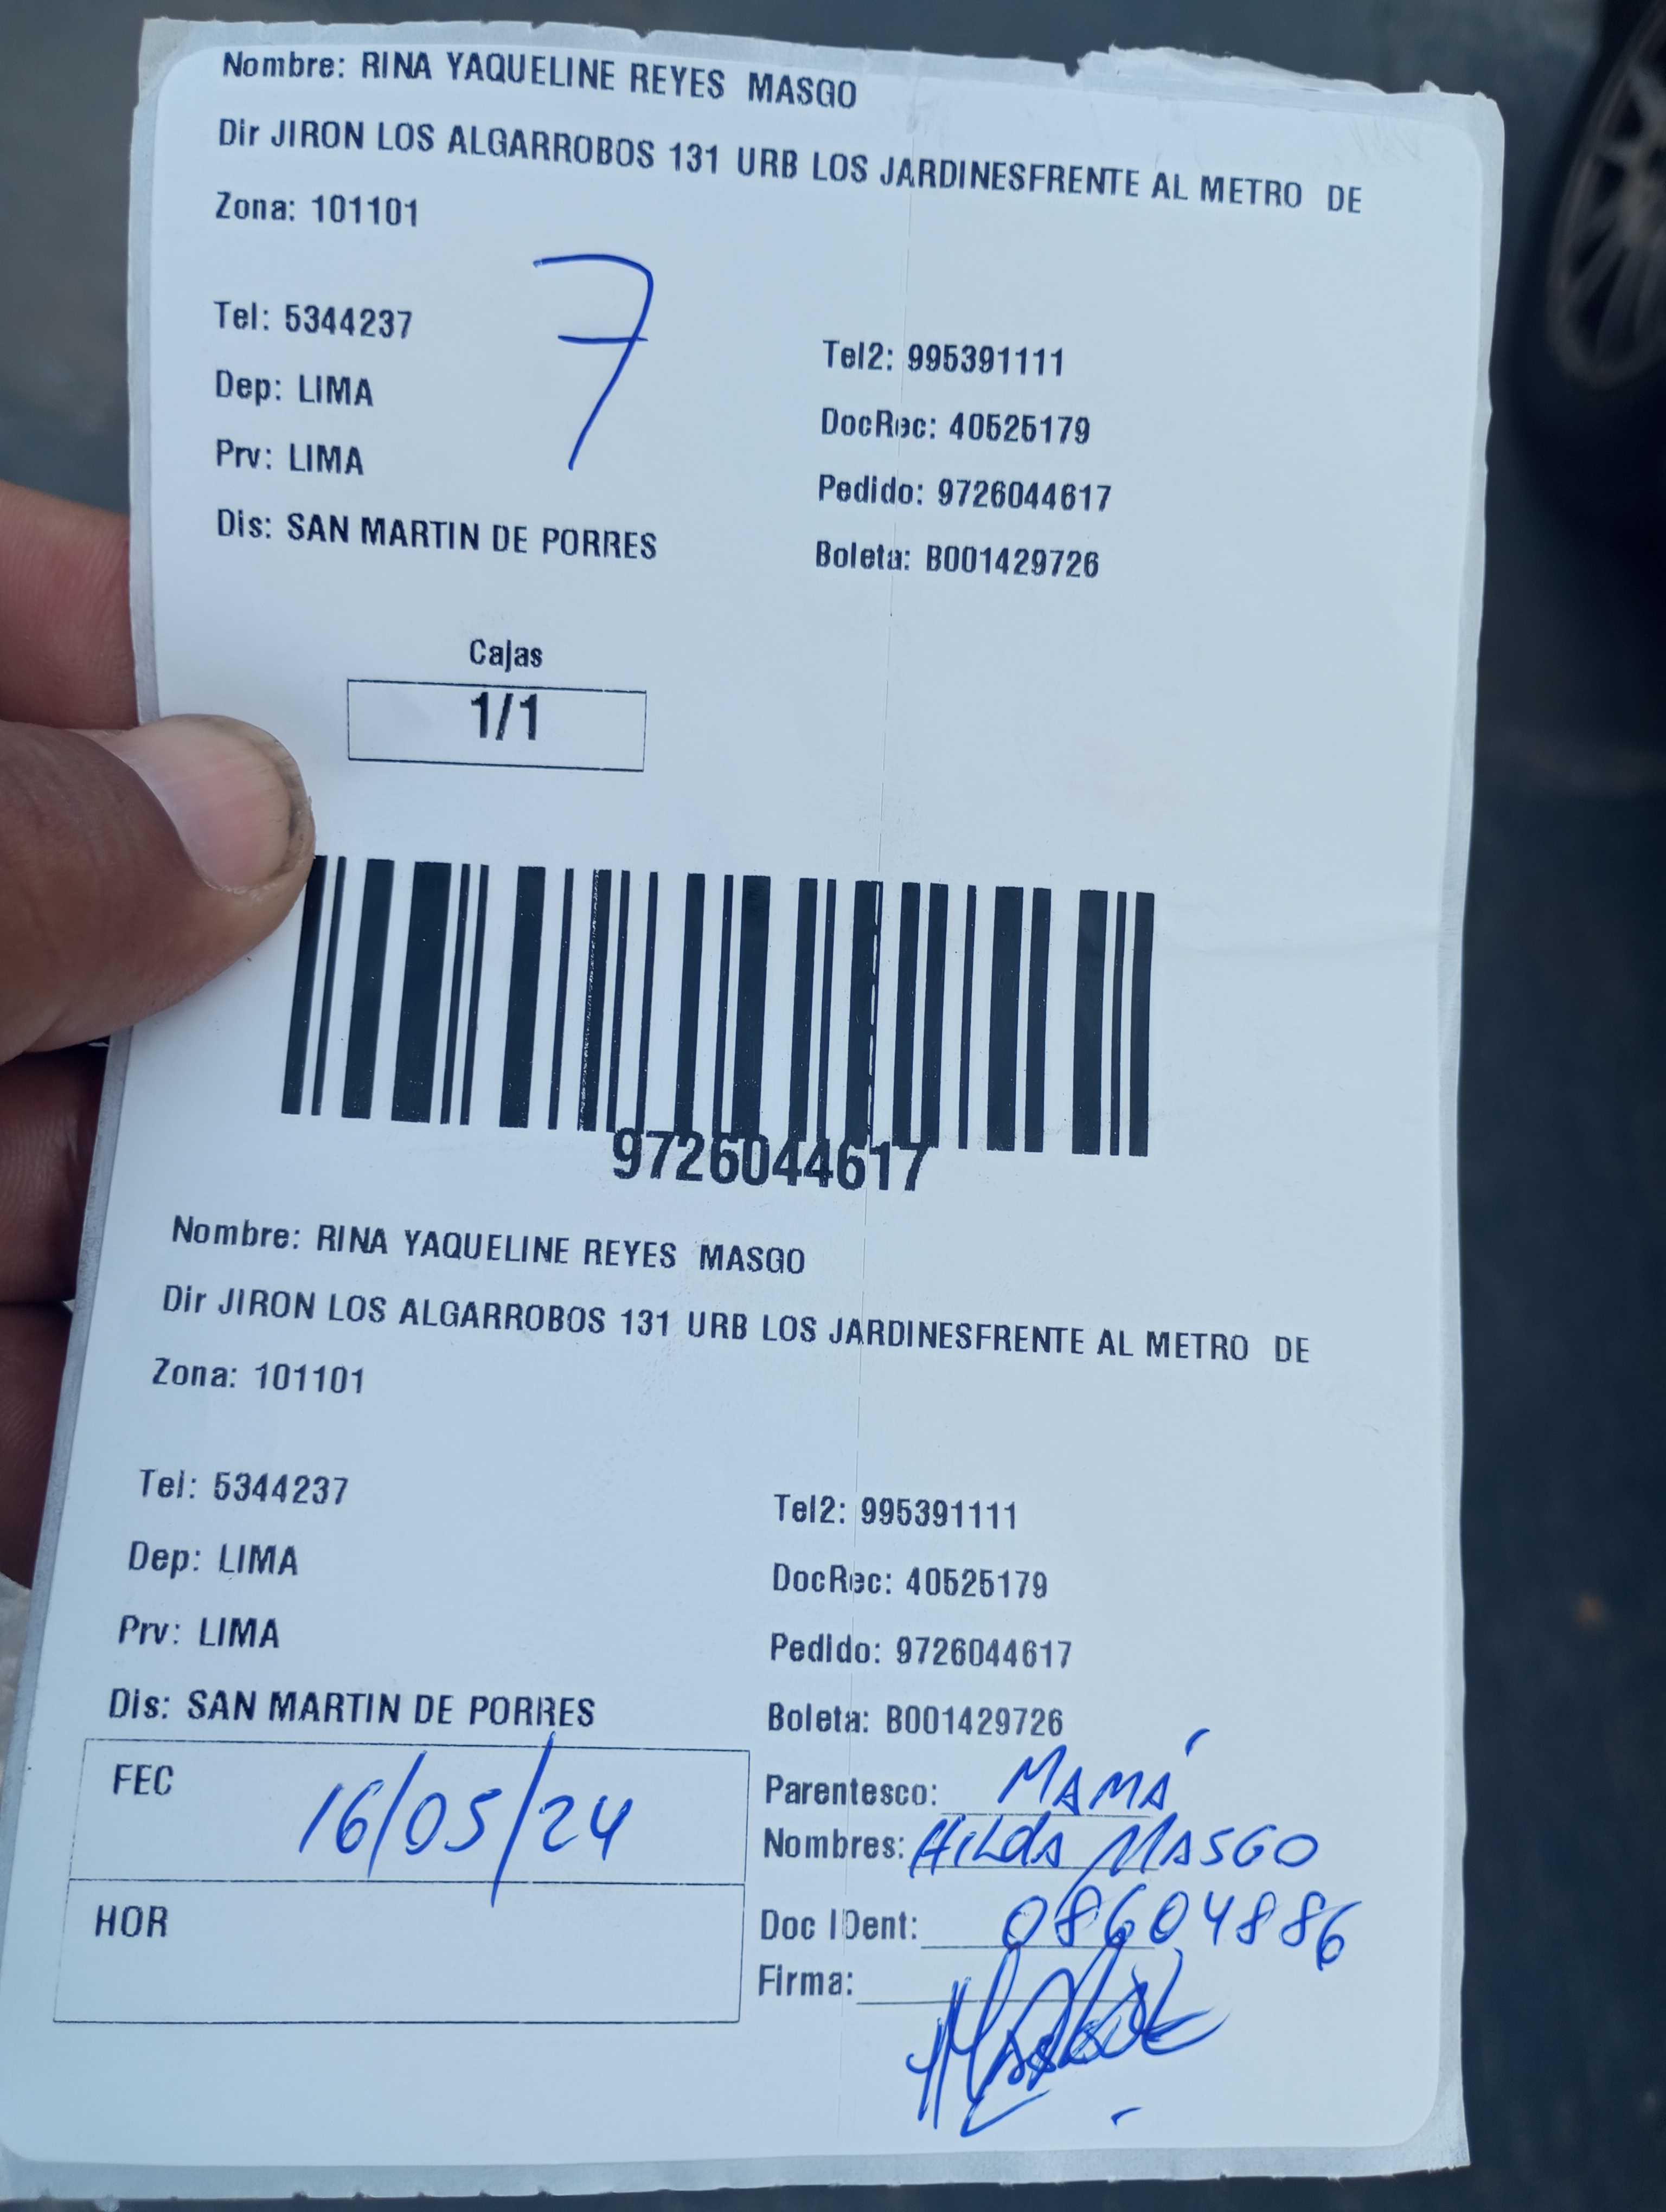 Nombre: RINA YAQUELINE REYES MASGO
Dir JIRON LOS ALGARROBOS 131 URB LOS JARDINESFRENTE AL METRO DE
Zona: 101101
7
Tel: 5344237
Tel2: 995391111
Dep: LIMA
DocRec: 40525179
Prv: LIMA
Pedido: 9726044617
Dis: SAN MARTIN DE PORRES
Boleta: B001429726
Cajas
1/1
9726044617
Nombre: RINA YAQUELINE REYES MASGO
Dir JIRON LOS ALGARROBOS 131 URB LOS JARDINESFRENTE AL METRO DE
Zona: 101101
Tel: 5344237
Tel2: 995391111
Dep: LIMA
DocRec: 40525179
Prv: LIMA
Pedido: 9726044617
Dis: SAN MARTIN DE PORRES
Boleta: B001429726
FEC 16/05/24
Parentesco: MAMÁ
Nombres: HILDA MASGO
HOR
Doc IDent: 08604886
Firma: